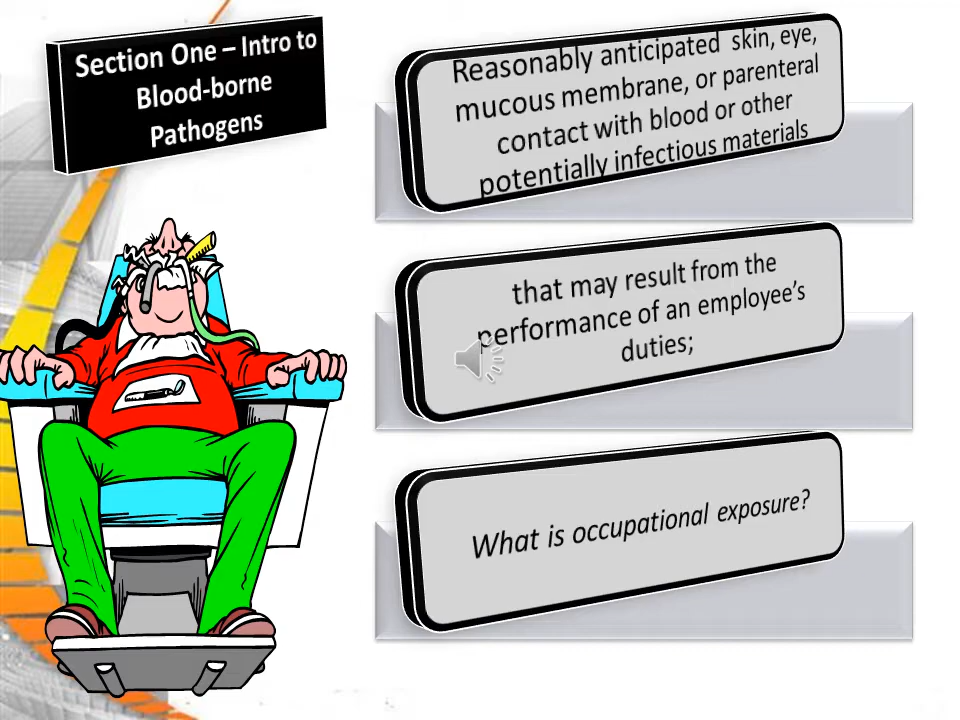 Section One – Intro to
Blood-borne
Pathogens
Reasonably anticipated skin, eye,
mucous membrane, or parenteral
contact with blood or other
potentially infectious materials
that may result from the
performance of an employee's
duties;
What is occupational exposure?